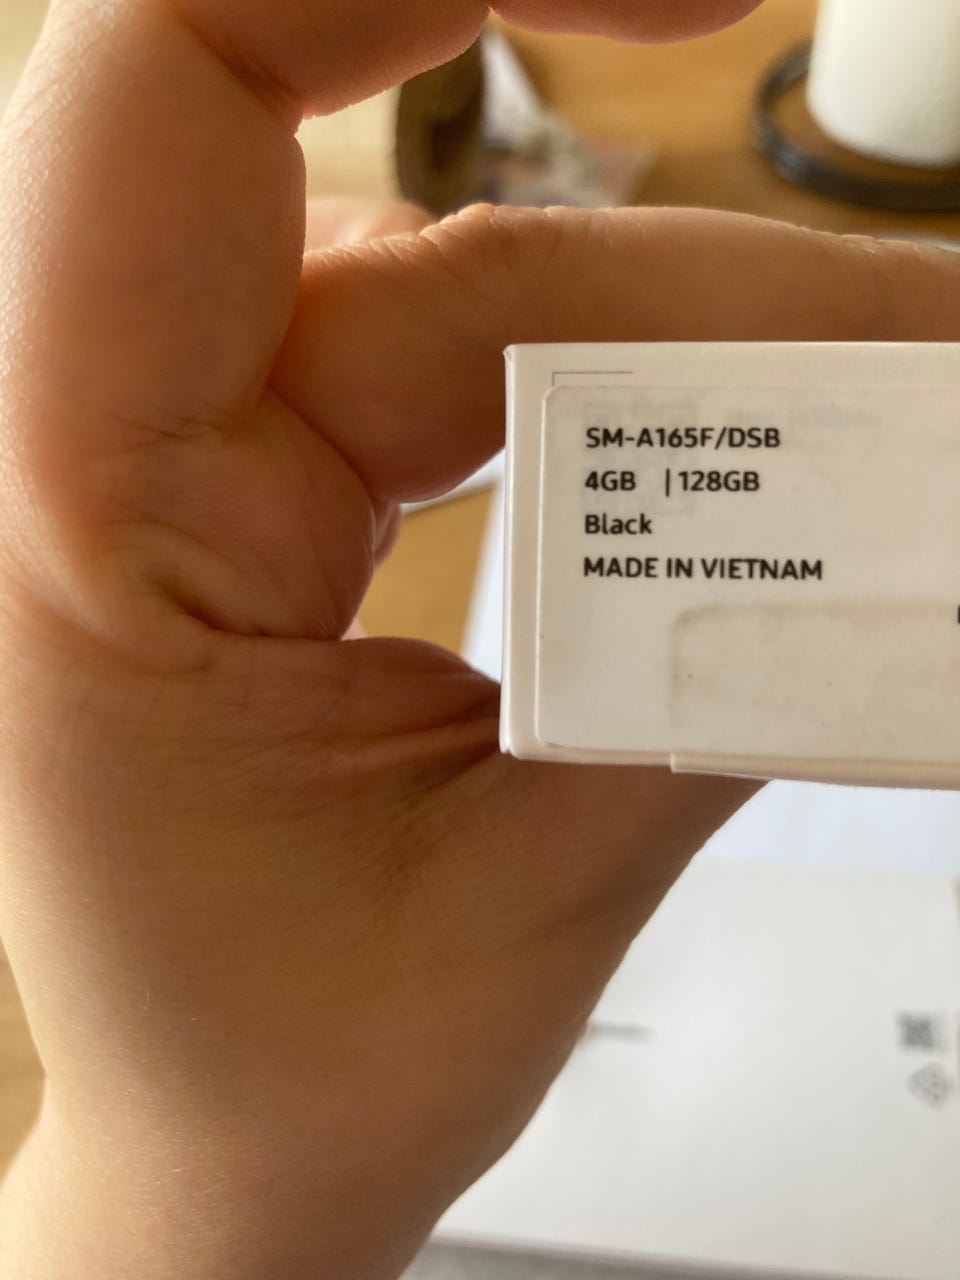 SM-A165F/DSB
4GB | 128GB
Black
MADE IN VIETNAM